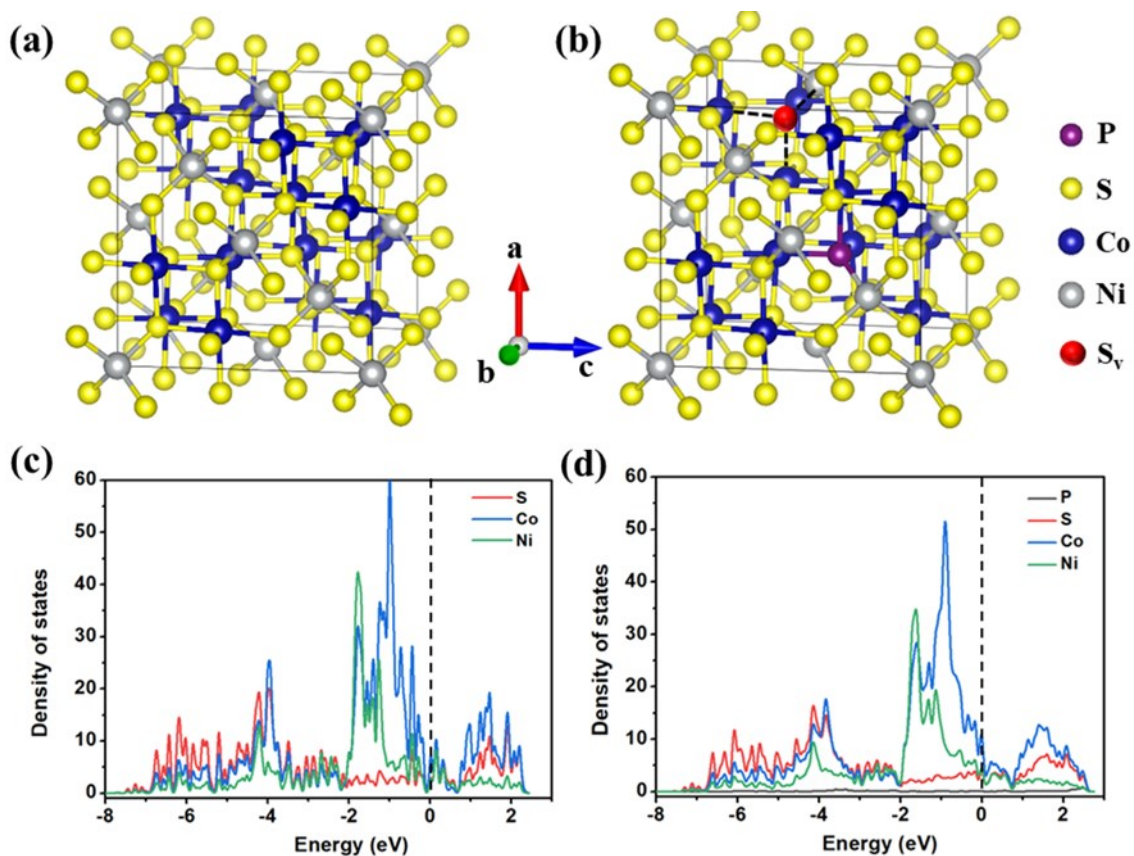 (a)
(b)
P
S
Co
Ni
Sᵥ
a
b
c
(c)
60
50
40
30
20
10
0
Density of states
S
Co
Ni
-8 -6 -4 -2 0 2
Energy (eV)
(d)
60
50
40
30
20
10
0
Density of states
P
S
Co
Ni
-8 -6 -4 -2 0 2
Energy (eV)